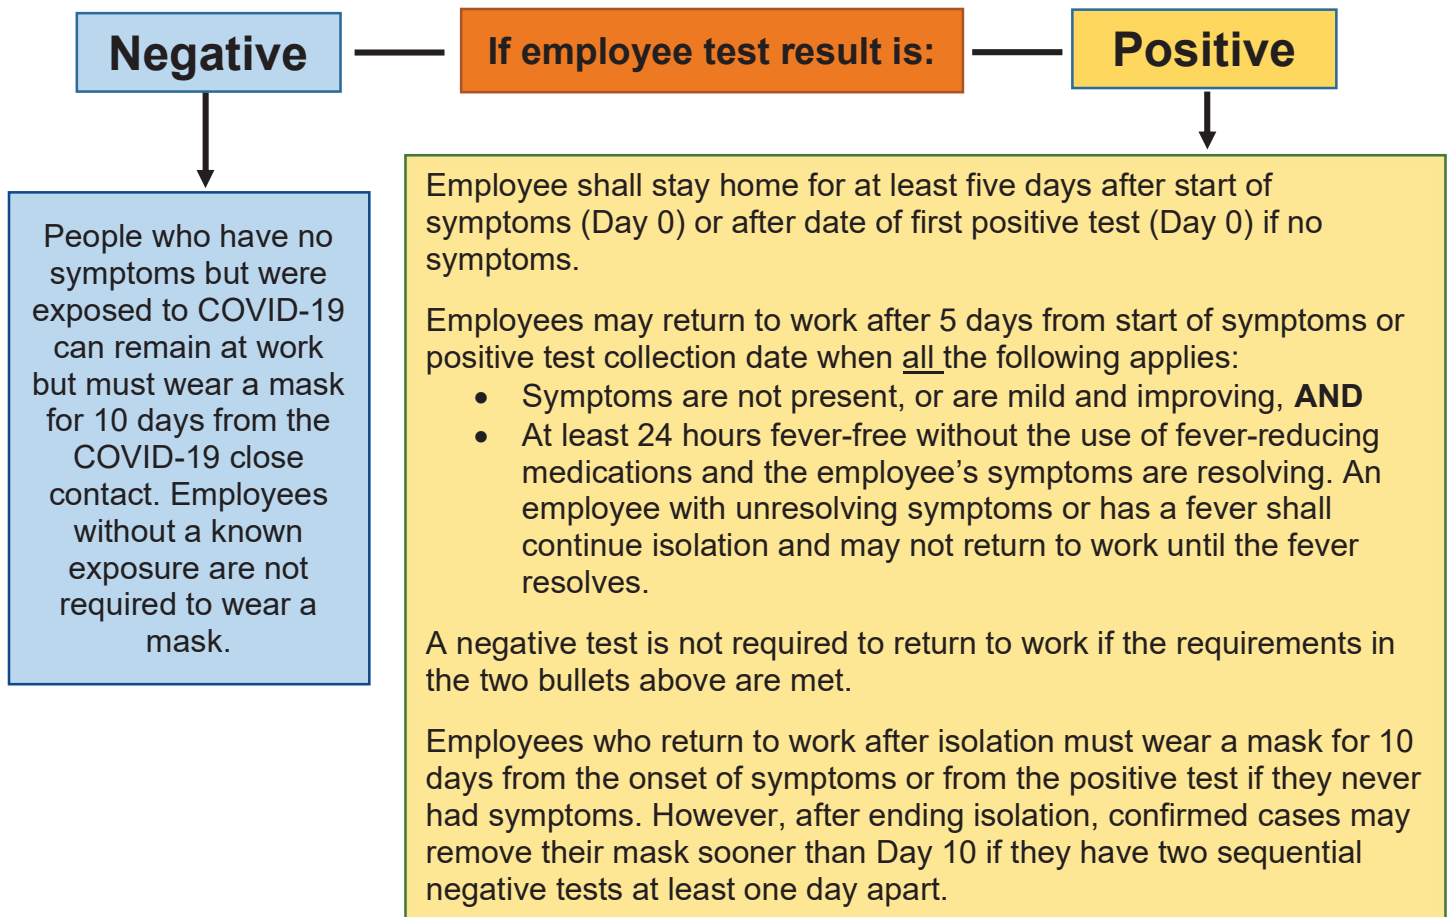 Negative
If employee test result is:
Positive
People who have no
symptoms but were
exposed to COVID-19
can remain at work
but must wear a mask
for 10 days from the
COVID-19 close
contact. Employees
without a known
exposure are not
required to wear a
mask.
Employee shall stay home for at least five days after start of
symptoms (Day 0) or after date of first positive test (Day 0) if no
symptoms.
Employees may return to work after 5 days from start of symptoms or
positive test collection date when all the following applies:
• Symptoms are not present, or are mild and improving, AND
• At least 24 hours fever-free without the use of fever-reducing
medications and the employee’s symptoms are resolving. An
employee with unresolving symptoms or has a fever shall
continue isolation and may not return to work until the fever
resolves.
A negative test is not required to return to work if the requirements in
the two bullets above are met.
Employees who return to work after isolation must wear a mask for 10
days from the onset of symptoms or from the positive test if they never
had symptoms. However, after ending isolation, confirmed cases may
remove their mask sooner than Day 10 if they have two sequential
negative tests at least one day apart.